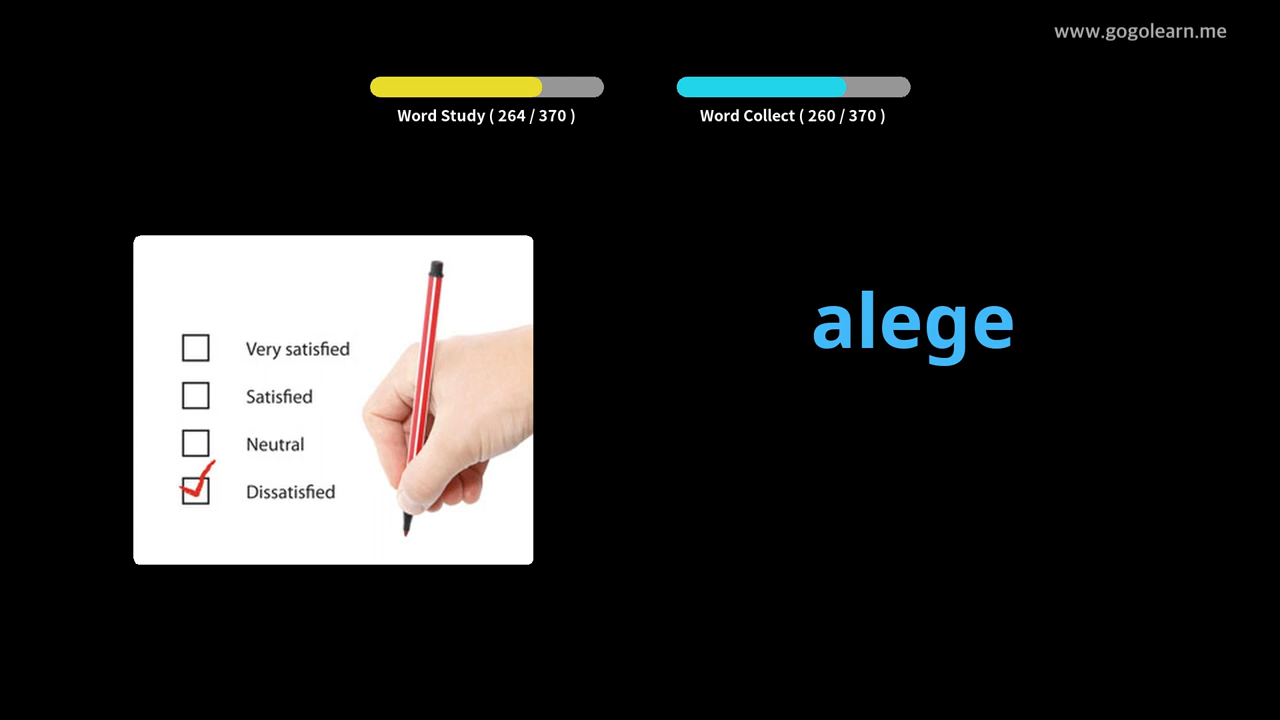 www.gogolearn.me
Word Study ( 264 / 370 )
Word Collect ( 260 / 370 )
alege
Very satisfied
Satisfied
Neutral
Dissatisfied